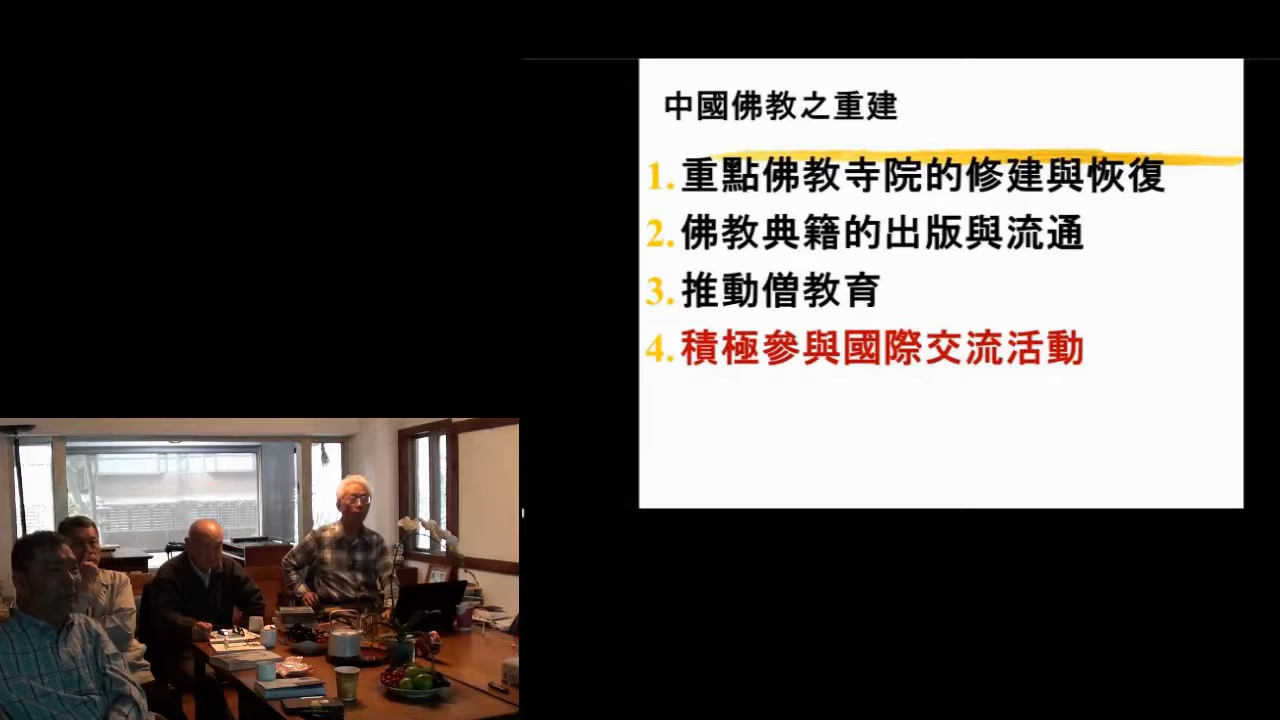 中國佛教之重建
1. 重點佛教寺院的修建與恢復
2. 佛教典籍的出版與流通
3. 推動僧教育
4. 積極參與國際交流活動